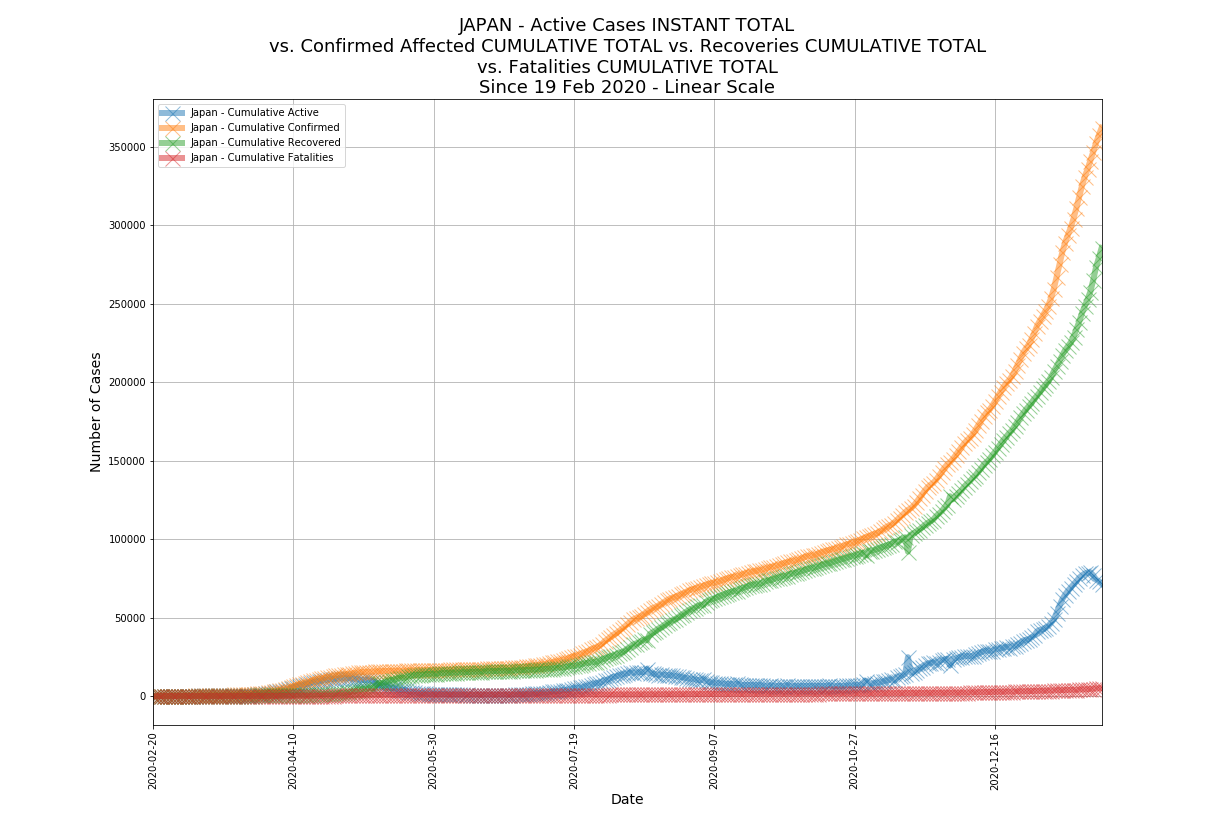 JAPAN - Active Cases INSTANT TOTAL
vs. Confirmed Affected CUMULATIVE TOTAL vs. Recoveries CUMULATIVE TOTAL
vs. Fatalities CUMULATIVE TOTAL
Since 19 Feb 2020 - Linear Scale
Japan - Cumulative Active
Japan - Cumulative Confirmed
Japan - Cumulative Recovered
Japan - Cumulative Fatalities
Number of Cases
350000
300000
250000
200000
150000
100000
50000
0
2020-02-20
2020-04-10
2020-05-30
2020-07-19
2020-09-07
2020-10-27
2020-12-16
Date